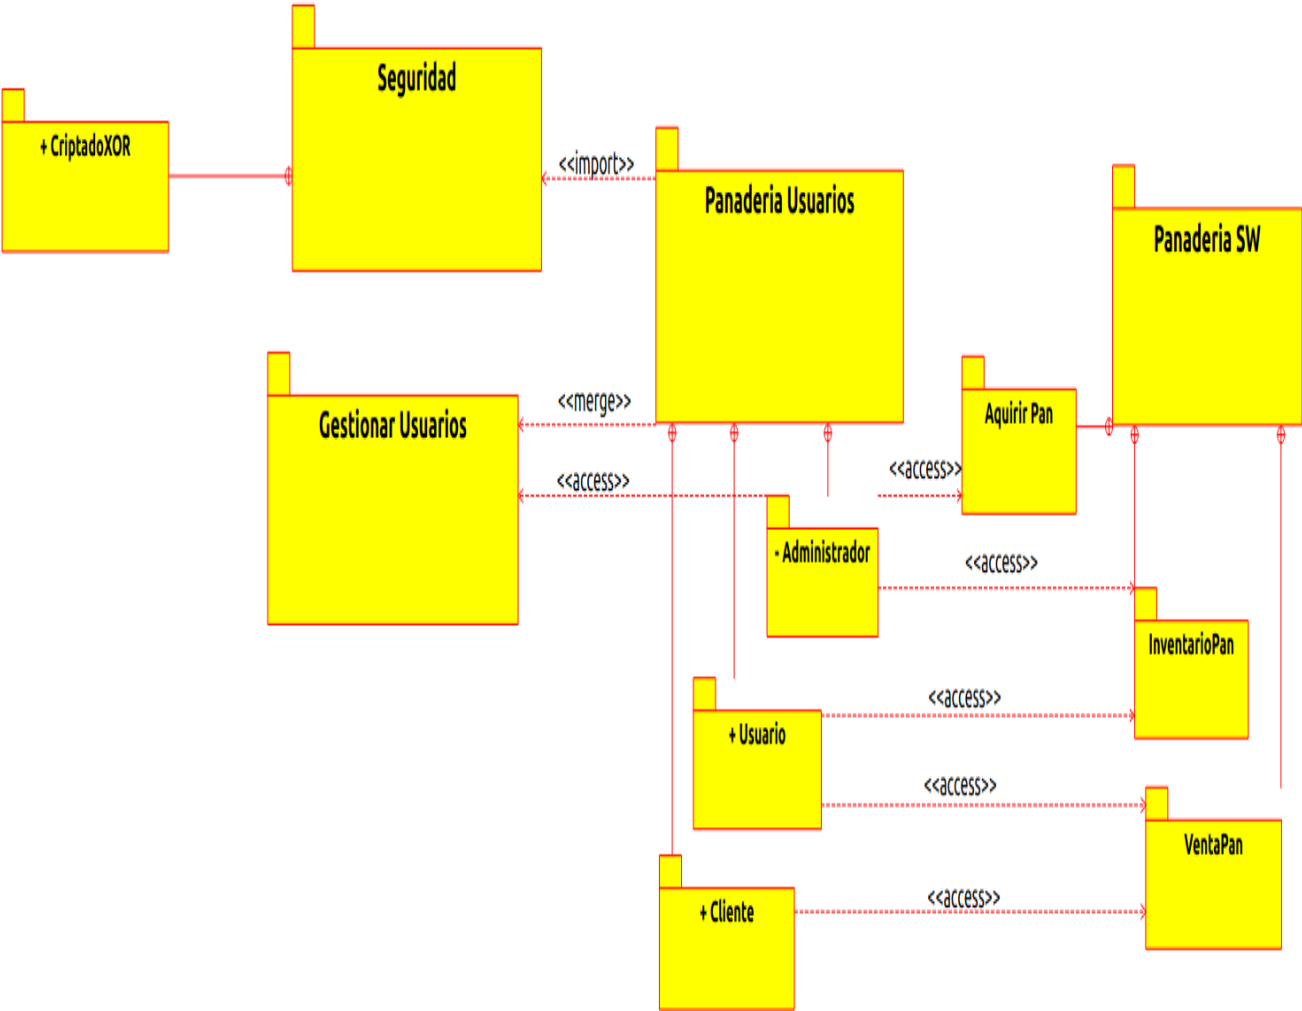 Seguridad
+ CriptadoXOR
<<import>>
Panaderia Usuarios
Panaderia SW
<<merge>>
Gestionar Usuarios
Aquirir Pan
<<access>>
<<access>>
- Administrador
<<access>>
InventarioPan
<<access>>
+ Usuario
<<access>>
VentaPan
<<access>>
+ Cliente